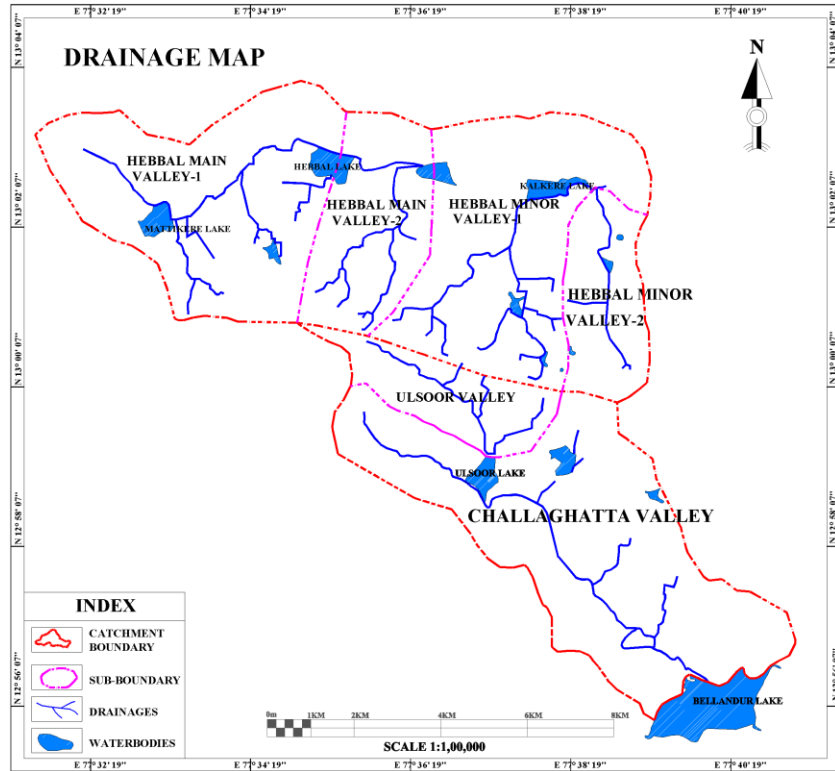 E 77° 32' 19" E 77° 34' 19" E 77° 36' 19" E 77° 38' 19" E 77° 40' 19"
N 13° 04' 07" N 13° 04' 07"
DRAINAGE MAP
N
HEBBAL MAIN
VALLEY-1
HEBBAL LAKE
KALKERE LAKE
N 13° 02' 07" N 13° 02' 07"
HEBBAL MAIN
VALLEY-2
HEBBAL MINOR
VALLEY-1
MATTIKERE LAKE
HEBBAL MINOR
VALLEY-2
N 13° 00' 07" N 13° 00' 07"
ULSOOR VALLEY
ULSOOR LAKE
N 12° 58' 07" N 12° 58' 07"
CHALLAGHATTA VALLEY
INDEX
CATCHMENT
BOUNDARY
SUB-BOUNDARY
DRAINAGES
WATERBODIES
N 12° 56' 07"
BELLANDUR LAKE
0m 1KM 2KM 4KM 6KM 8KM
SCALE 1:1,00,000
E 77° 32' 19" E 77° 34' 19" E 77° 36' 19" E 77° 38' 19" E 77° 40' 19"